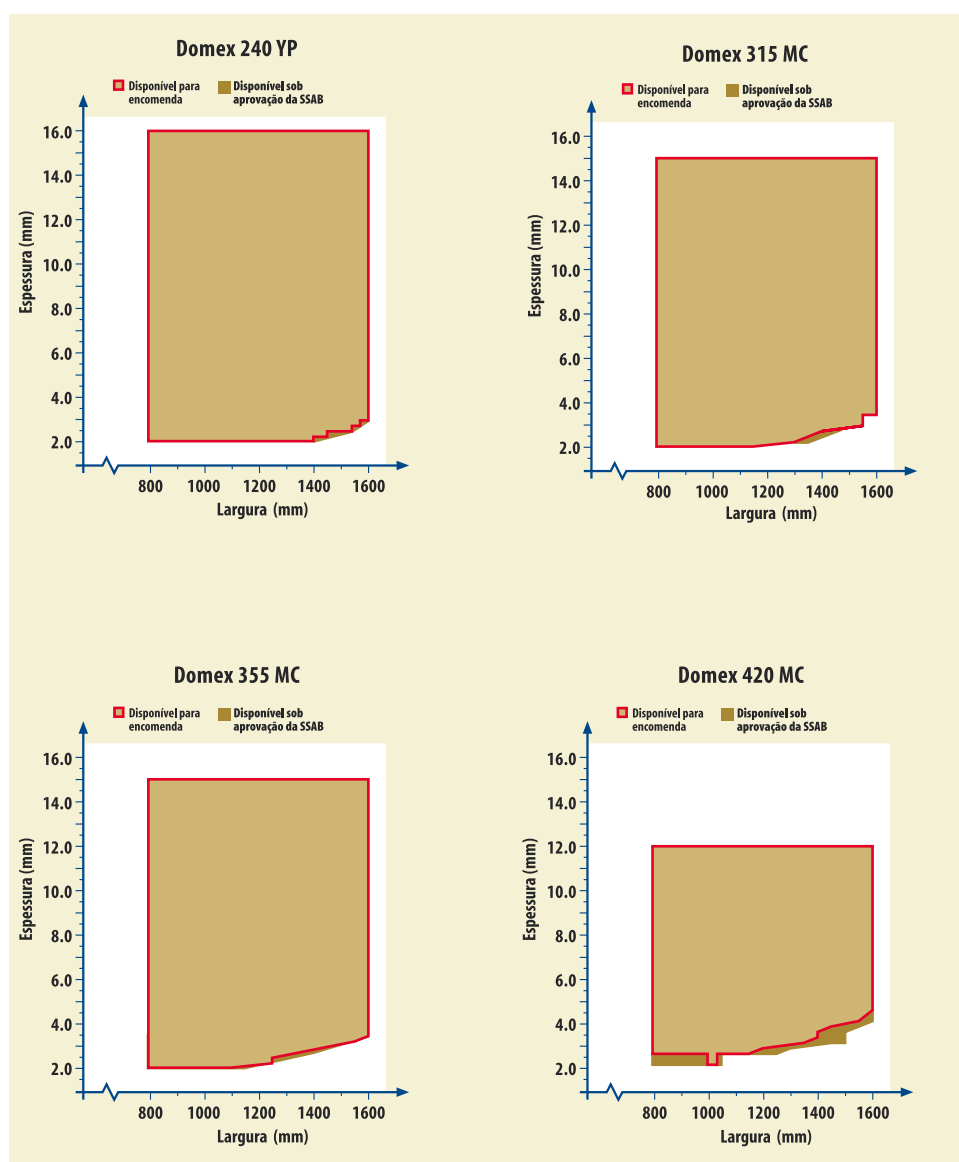 Domex 240 YP
Disponível para
encomenda
Disponível sob
aprovação da SSAB
Espessura (mm)
16.0
14.0
12.0
10.0
8.0
6.0
4.0
2.0
800 1000 1200 1400 1600
Largura (mm)
Domex 315 MC
Disponível para
encomenda
Disponível sob
aprovação da SSAB
Espessura (mm)
16.0
14.0
12.0
10.0
8.0
6.0
4.0
2.0
800 1000 1200 1400 1600
Largura (mm)
Domex 355 MC
Disponível para
encomenda
Disponível sob
aprovação da SSAB
Espessura (mm)
16.0
14.0
12.0
10.0
8.0
6.0
4.0
2.0
800 1000 1200 1400 1600
Largura (mm)
Domex 420 MC
Disponível para
encomenda
Disponível sob
aprovação da SSAB
Espessura (mm)
16.0
14.0
12.0
10.0
8.0
6.0
4.0
2.0
800 1000 1200 1400 1600
Largura (mm)